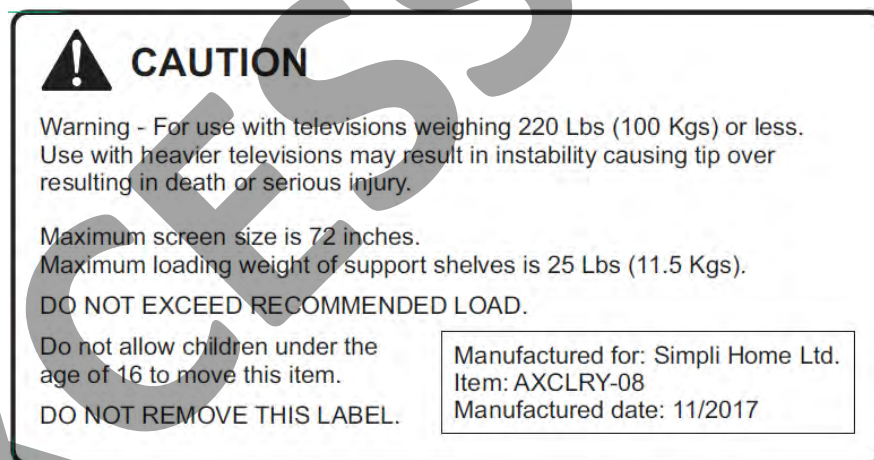 CAUTION
Warning - For use with televisions weighing 220 Lbs (100 Kgs) or less.
Use with heavier televisions may result in instability causing tip over
resulting in death or serious injury.
Maximum screen size is 72 inches.
Maximum loading weight of support shelves is 25 Lbs (11.5 Kgs).
DO NOT EXCEED RECOMMENDED LOAD.
Do not allow children under the
age of 16 to move this item.
DO NOT REMOVE THIS LABEL.
Manufactured for: Simpli Home Ltd.
Item: AXCLRY-08
Manufactured date: 11/2017